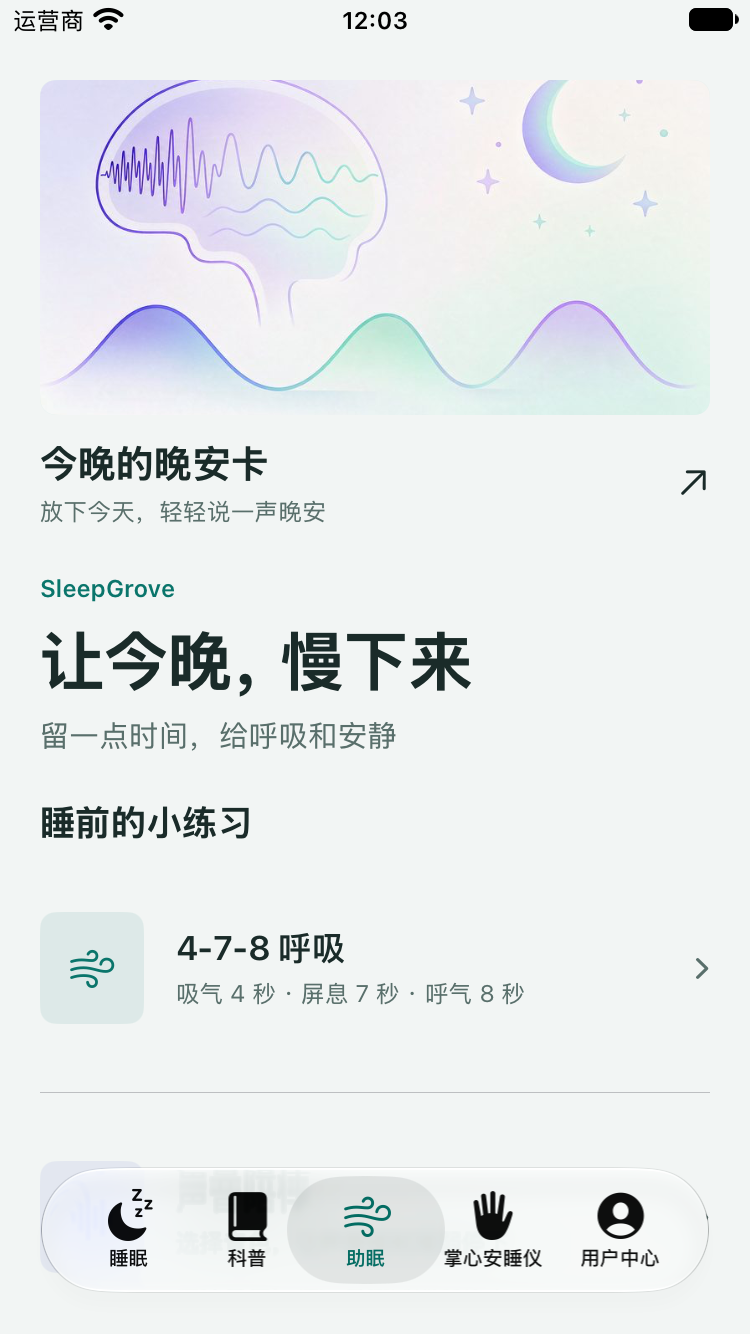 运营商
12:03
今晚的晚安卡
放下今天，轻轻说一声晚安
SleepGrove
让今晚，慢下来
留一点时间，给呼吸和安静
睡前的小练习
4-7-8 呼吸
吸气 4 秒 · 屏息 7 秒 · 呼气 8 秒
睡眠
科普
助眠
掌心安睡仪
用户中心